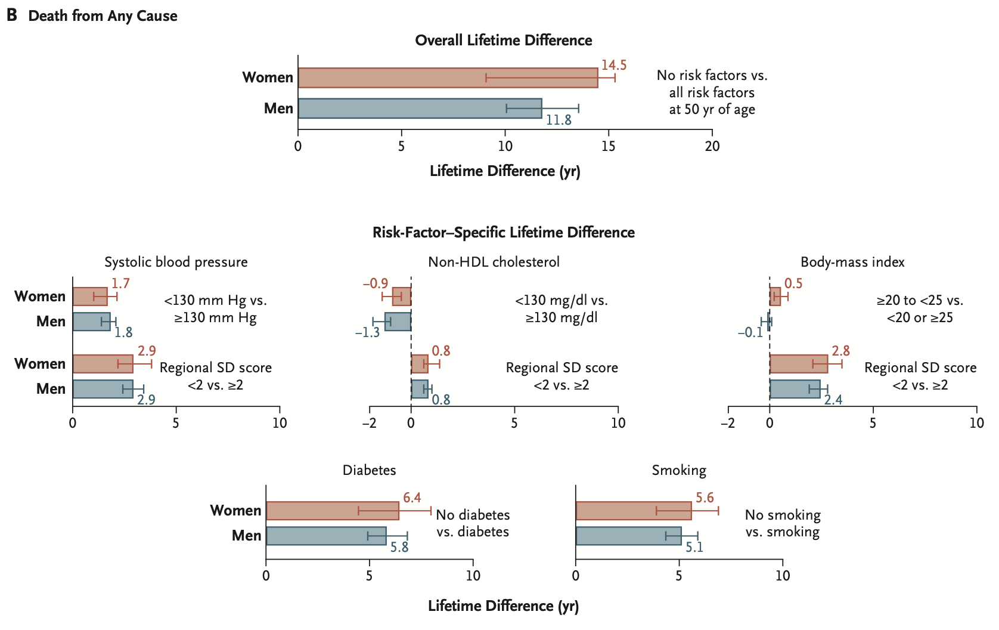 B Death from Any Cause
Overall Lifetime Difference
14.5
Women
Men
11.8
No risk factors vs.
all risk factors
at 50 yr of age
0 5 10 15 20
Lifetime Difference (yr)
Risk-Factor–Specific Lifetime Difference
Systolic blood pressure
Women
1.7
Men
1.8
<130 mm Hg vs.
≥130 mm Hg
Women
2.9
Men
2.9
Regional SD score
<2 vs. ≥2
0 5 10
Non-HDL cholesterol
–0.9
–1.3
<130 mg/dl vs.
≥130 mg/dl
0.8
0.8
Regional SD score
<2 vs. ≥2
–2 0 5 10
Body-mass index
0.5
–0.1
≥20 to <25 vs.
<20 or ≥25
2.8
2.4
Regional SD score
<2 vs. ≥2
–2 0 5 10
Diabetes
Women
6.4
Men
5.8
No diabetes
vs. diabetes
0 5 10
Smoking
5.6
5.1
No smoking
vs. smoking
0 5 10
Lifetime Difference (yr)